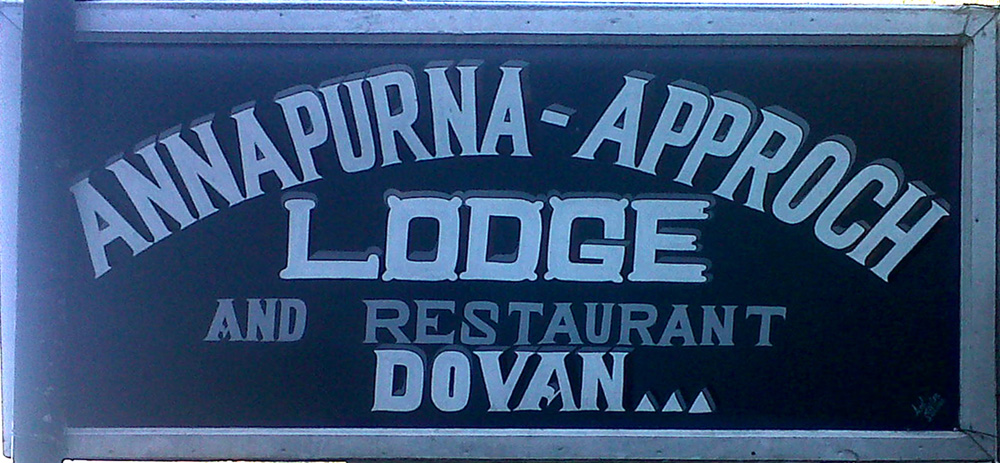 ANNAPURNA-APPROCH
LODGE
AND RESTAURANT
DOVAN...